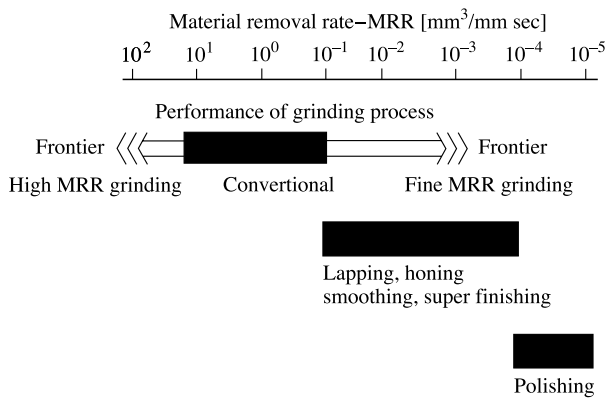 Material removal rate–MRR [mm³/mm sec]
10² 10¹ 10⁰ 10⁻¹ 10⁻² 10⁻³ 10⁻⁴ 10⁻⁵
Performance of grinding process
Frontier Frontier
High MRR grinding Convertional Fine MRR grinding
Lapping, honing
smoothing, super finishing
Polishing